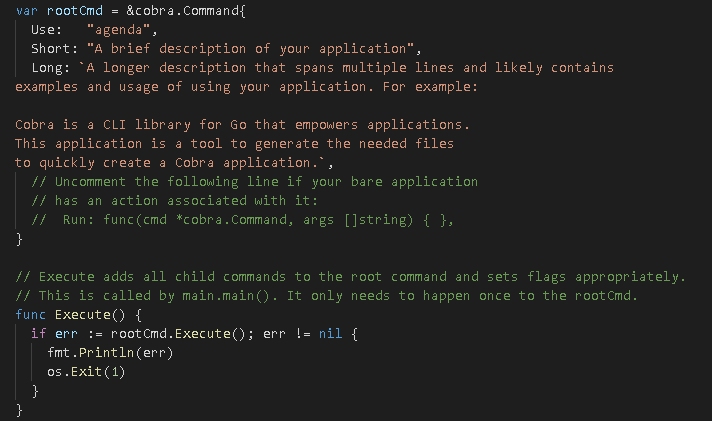 var rootCmd = &cobra.Command{
  Use:   "agenda",
  Short: "A brief description of your application",
  Long: `A longer description that spans multiple lines and likely contains
examples and usage of using your application. For example:

Cobra is a CLI library for Go that empowers applications.
This application is a tool to generate the needed files
to quickly create a Cobra application.`,
  // Uncomment the following line if your bare application
  // has an action associated with it:
  //  Run: func(cmd *cobra.Command, args []string) { },
}

// Execute adds all child commands to the root command and sets flags appropriately.
// This is called by main.main(). It only needs to happen once to the rootCmd.
func Execute() {
  if err := rootCmd.Execute(); err != nil {
    fmt.Println(err)
    os.Exit(1)
  }
}